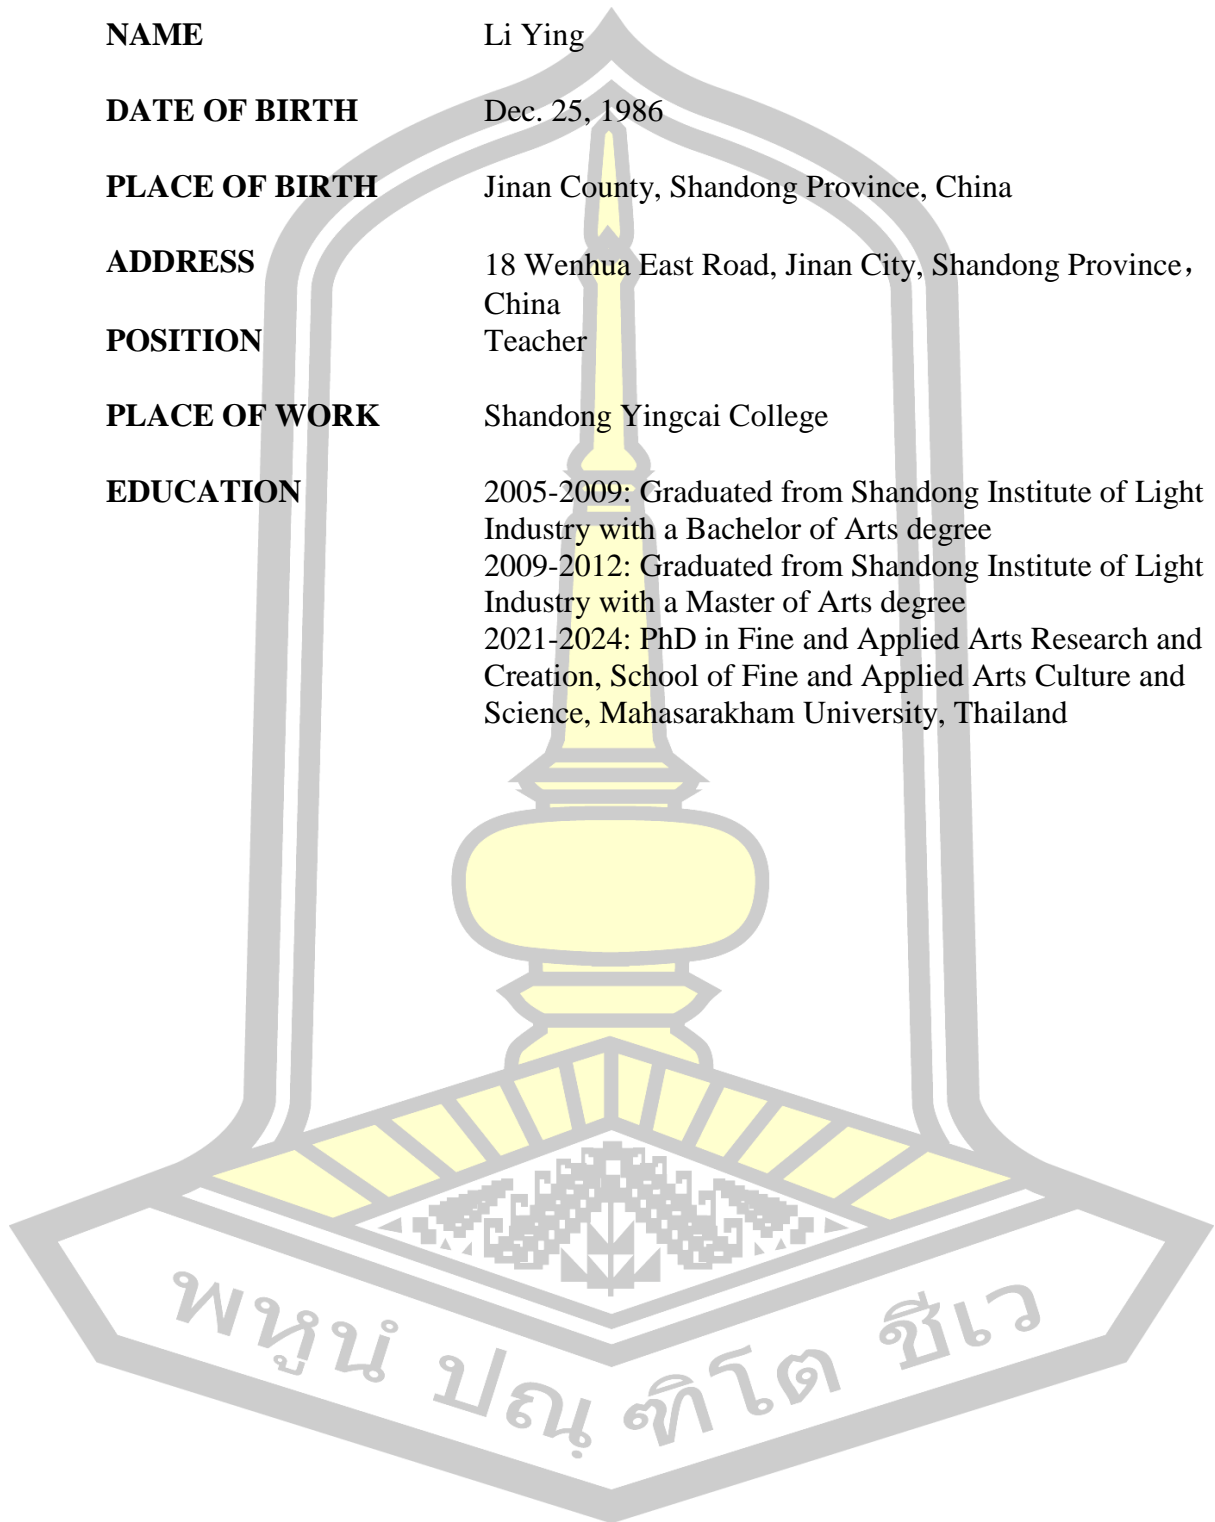 NAME Li Ying
DATE OF BIRTH Dec. 25, 1986
PLACE OF BIRTH Jinan County, Shandong Province, China
ADDRESS 18 Wenhua East Road, Jinan City, Shandong Province，
China
POSITION Teacher
PLACE OF WORK Shandong Yingcai College
EDUCATION 2005-2009: Graduated from Shandong Institute of Light
Industry with a Bachelor of Arts degree
2009-2012: Graduated from Shandong Institute of Light
Industry with a Master of Arts degree
2021-2024: PhD in Fine and Applied Arts Research and
Creation, School of Fine and Applied Arts Culture and
Science, Mahasarakham University, Thailand
พหูนํ ปณฺ ฑิโต ชีเว